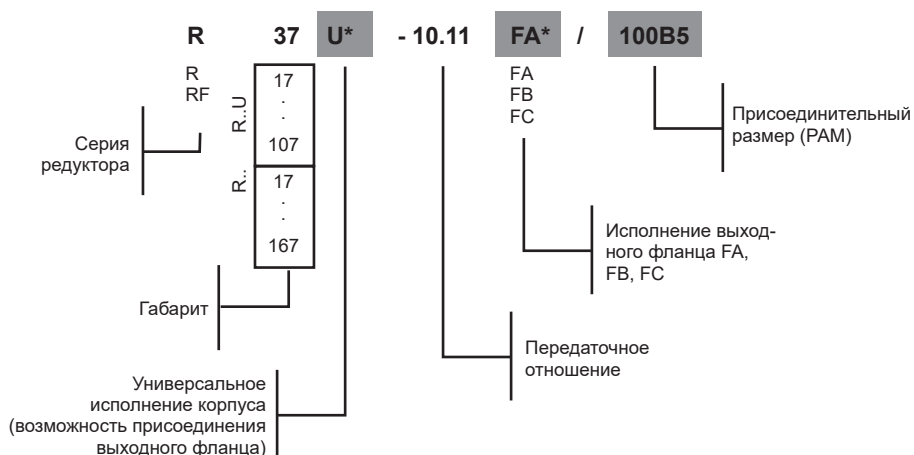 R 37 U* - 10.11 FA* / 100B5
R
RF
R..U
17
.
.
107
R..
17
.
.
167
FA
FB
FC
Присоединительный
размер (PAM)
Серия
редуктора
Исполнение выход-
ного фланца FA,
FB, FC
Габарит
Передаточное
отношение
Универсальное
исполнение корпуса
(возможность присоединения
выходного фланца)